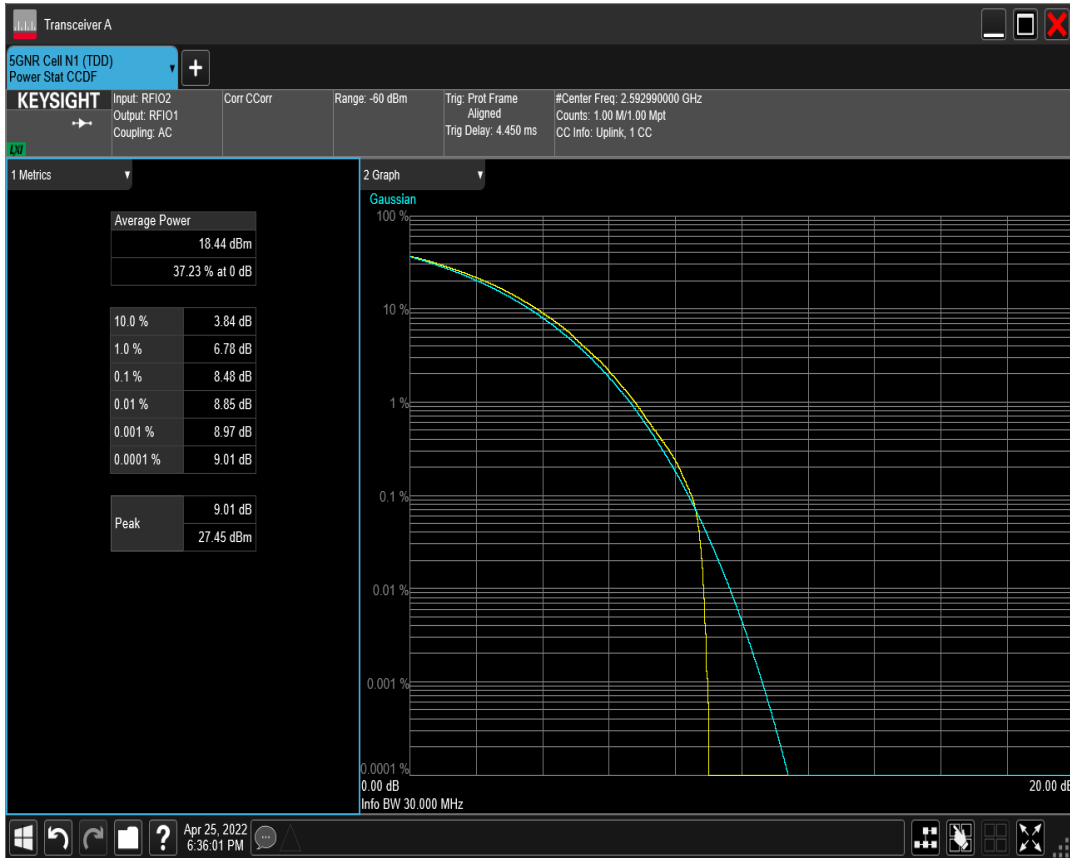 Transceiver A
5GNR Cell N1 (TDD)
Power Stat CCDF
+
KEYSIGHT
LXI
Input: RFIO2
Output: RFIO1
Coupling: AC
Corr CCorr
Range: -60 dBm
Trig: Prot Frame
Aligned
Trig Delay: 4.450 ms
#Center Freq: 2.592990000 GHz
Counts: 1.00 M/1.00 Mpt
CC Info: Uplink, 1 CC
1 Metrics
Average Power
18.44 dBm
37.23 % at 0 dB
10.0 % 3.84 dB
1.0 % 6.78 dB
0.1 % 8.48 dB
0.01 % 8.85 dB
0.001 % 8.97 dB
0.0001 % 9.01 dB
Peak
9.01 dB
27.45 dBm
2 Graph
Gaussian
100 %
10 %
1 %
0.1 %
0.01 %
0.001 %
0.0001 %
0.00 dB 20.00 dB
Info BW 30.000 MHz
?
Apr 25, 2022
6:36:01 PM